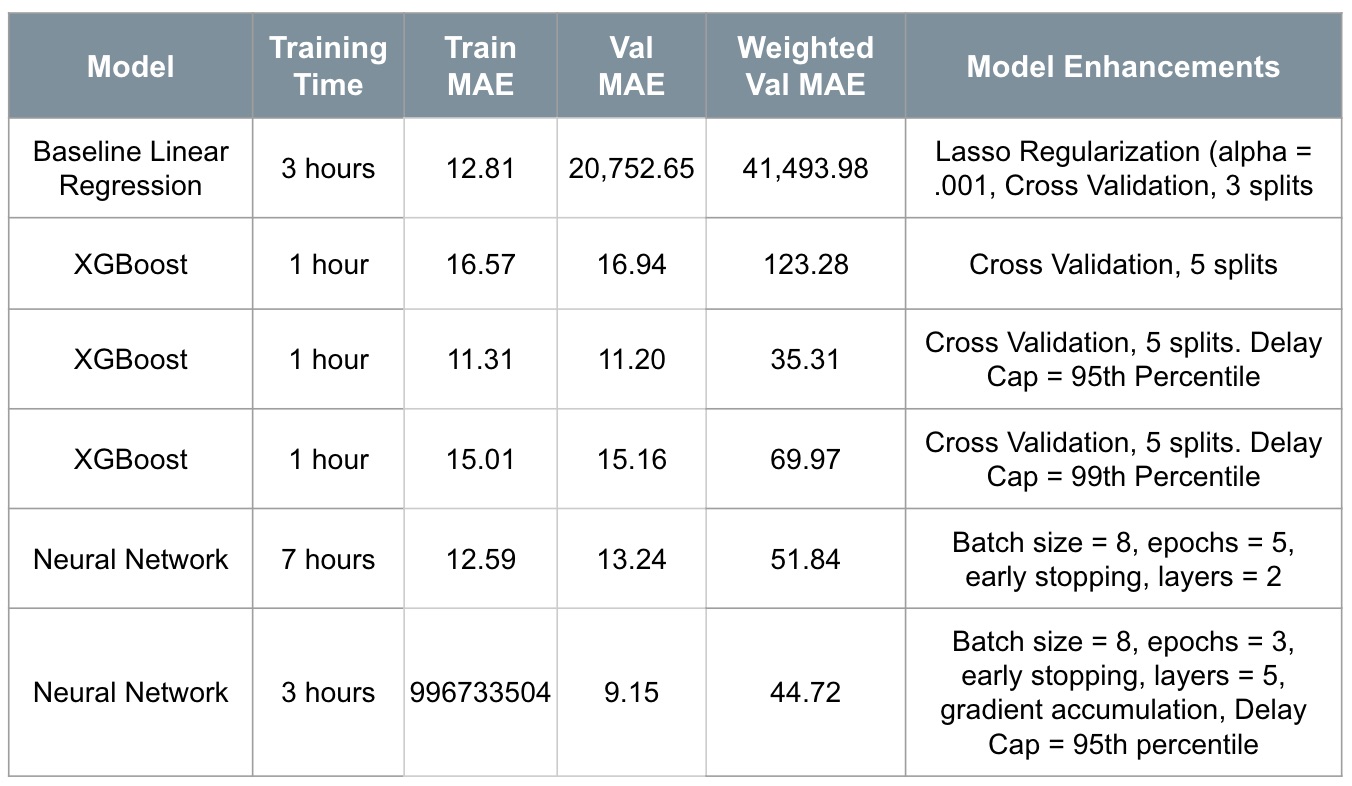 Model
Training
Time
Train
MAE
Val
MAE
Weighted
Val MAE
Model Enhancements
Baseline Linear
Regression
3 hours
12.81
20,752.65
41,493.98
Lasso Regularization (alpha =
.001, Cross Validation, 3 splits
XGBoost
1 hour
16.57
16.94
123.28
Cross Validation, 5 splits
XGBoost
1 hour
11.31
11.20
35.31
Cross Validation, 5 splits. Delay
Cap = 95th Percentile
XGBoost
1 hour
15.01
15.16
69.97
Cross Validation, 5 splits. Delay
Cap = 99th Percentile
Neural Network
7 hours
12.59
13.24
51.84
Batch size = 8, epochs = 5,
early stopping, layers = 2
Neural Network
3 hours
996733504
9.15
44.72
Batch size = 8, epochs = 3,
early stopping, layers = 5,
gradient accumulation, Delay
Cap = 95th percentile